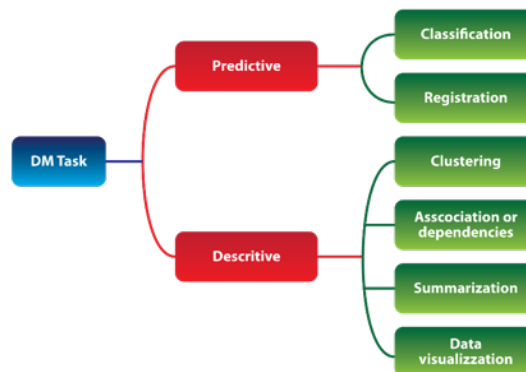 DM Task
Predictive
Classification
Registration
Descritive
Clustering
Asscociation or
dependencies
Summarization
Data
visualizzation